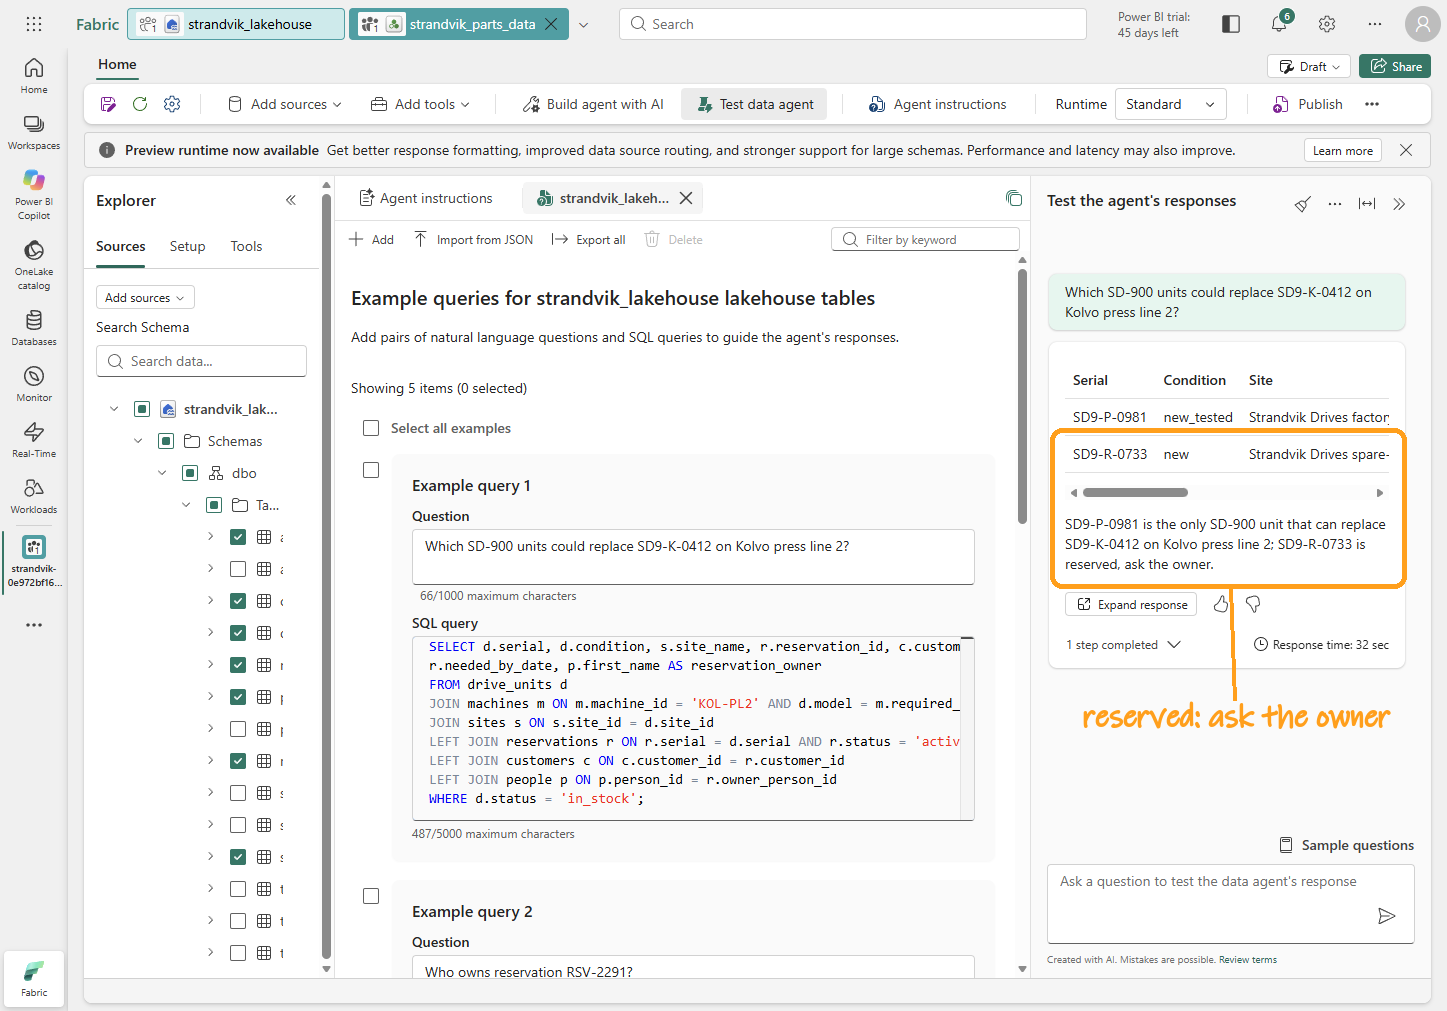 Fabric
strandvik_lakehouse
strandvik_parts_data
Search
Power BI trial:
45 days left
6
Home
Draft
Share
Add sources
Add tools
Build agent with AI
Test data agent
Agent instructions
Runtime
Standard
Publish
Preview runtime now available Get better response formatting, improved data source routing, and stronger support for large schemas. Performance and latency may also improve.
Learn more
Home
Workspaces
Power BI
Copilot
OneLake
catalog
Databases
Monitor
Real-Time
Workloads
strandvik-
0e972bf16...
Fabric
Explorer
Sources
Setup
Tools
Add sources
Search Schema
Search data...
strandvik_lak...
Schemas
dbo
Ta...
Agent instructions
strandvik_lakeh...
Add
Import from JSON
Export all
Delete
Filter by keyword
Example queries for strandvik_lakehouse lakehouse tables
Add pairs of natural language questions and SQL queries to guide the agent's responses.
Showing 5 items (0 selected)
Select all examples
Example query 1
Question
Which SD-900 units could replace SD9-K-0412 on Kolvo press line 2?
66/1000 maximum characters
SQL query
SELECT d.serial, d.condition, s.site_name, r.reservation_id, c.custom
r.needed_by_date, p.first_name AS reservation_owner
FROM drive_units d
JOIN machines m ON m.machine_id = 'KOL-PL2' AND d.model = m.required_
JOIN sites s ON s.site_id = d.site_id
LEFT JOIN reservations r ON r.serial = d.serial AND r.status = 'activ
LEFT JOIN customers c ON c.customer_id = r.customer_id
LEFT JOIN people p ON p.person_id = r.owner_person_id
WHERE d.status = 'in_stock';
487/5000 maximum characters
Example query 2
Question
Who owns reservation RSV-2291?
Test the agent's responses
Which SD-900 units could replace SD9-K-0412 on
Kolvo press line 2?
Serial Condition Site
SD9-P-0981 new_tested Strandvik Drives factory
SD9-R-0733 new Strandvik Drives spare-
SD9-P-0981 is the only SD-900 unit that can replace
SD9-K-0412 on Kolvo press line 2; SD9-R-0733 is
reserved, ask the owner.
Expand response
1 step completed
Response time: 32 sec
reserved: ask the owner
Sample questions
Ask a question to test the data agent's response
Created with AI. Mistakes are possible. Review terms